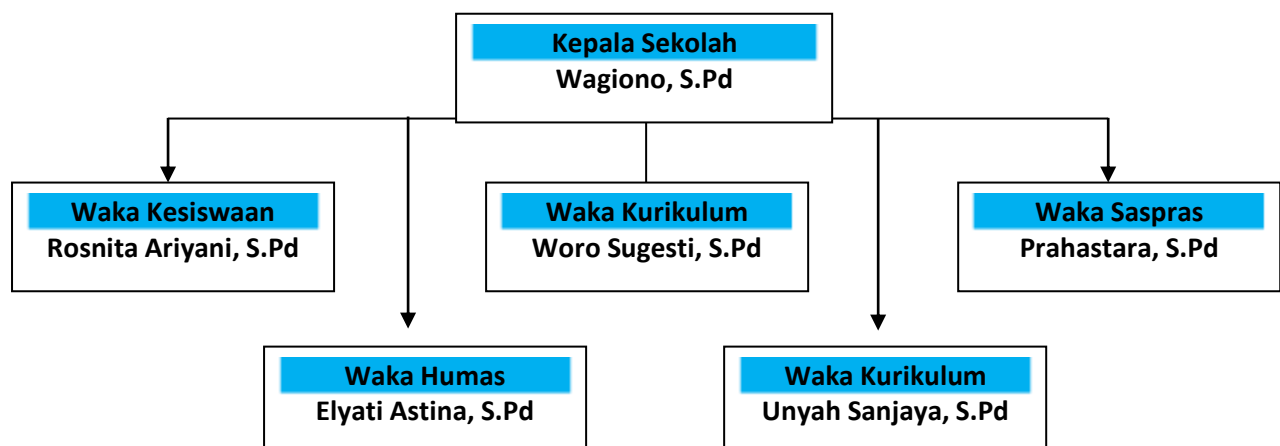 Kepala Sekolah
Wagiono, S.Pd
Waka Kesiswaan
Rosnita Ariyani, S.Pd
Waka Kurikulum
Woro Sugesti, S.Pd
Waka Saspras
Prahastara, S.Pd
Waka Humas
Elyati Astina, S.Pd
Waka Kurikulum
Unyah Sanjaya, S.Pd